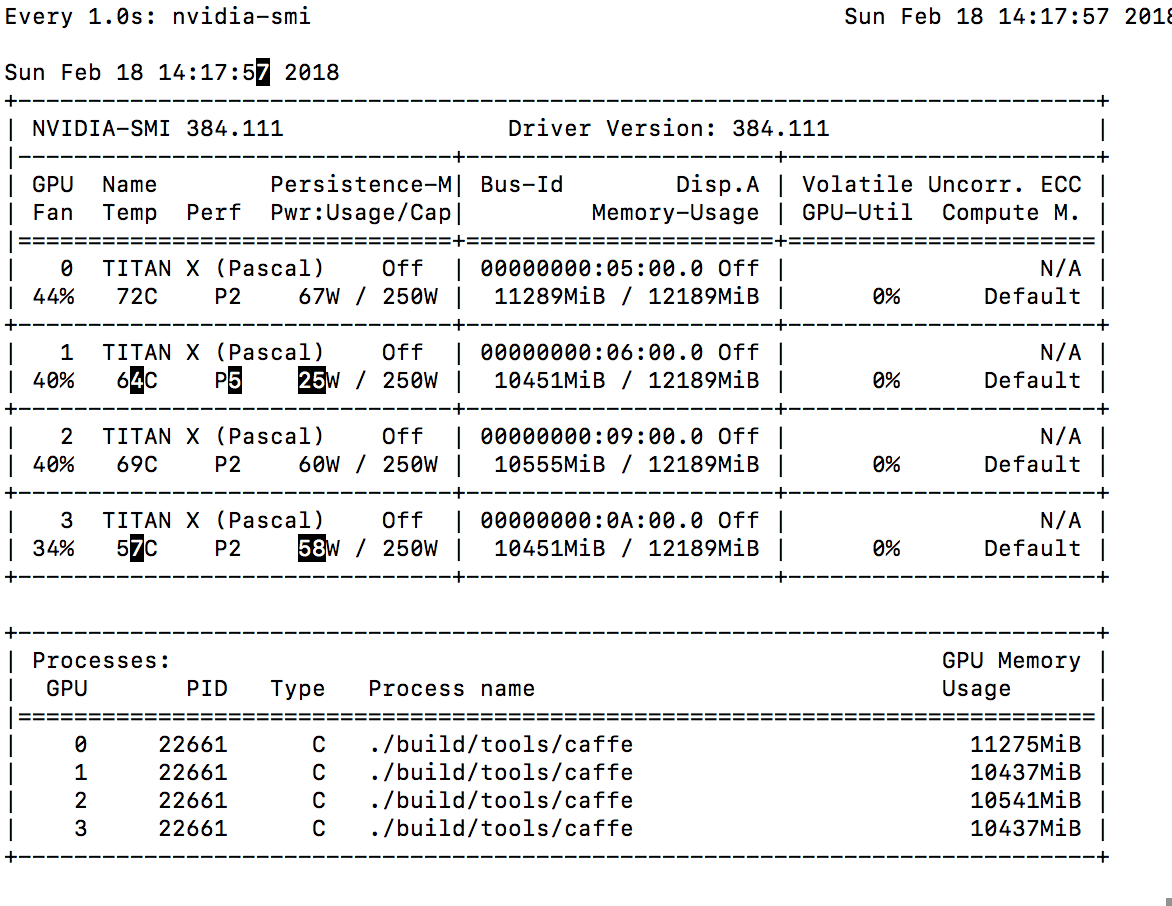 Every 1.0s: nvidia-smi                                      Sun Feb 18 14:17:57 2018

Sun Feb 18 14:17:57 2018
+-----------------------------------------------------------------------------+
| NVIDIA-SMI 384.111                Driver Version: 384.111                   |
|-------------------------------+----------------------+----------------------+
| GPU  Name        Persistence-M| Bus-Id        Disp.A | Volatile Uncorr. ECC |
| Fan  Temp  Perf  Pwr:Usage/Cap|         Memory-Usage | GPU-Util  Compute M. |
|===============================+======================+======================|
|   0  TITAN X (Pascal)    Off  | 00000000:05:00.0 Off |                  N/A |
| 44%   72C    P2    67W / 250W |  11289MiB / 12189MiB |      0%      Default |
+-------------------------------+----------------------+----------------------+
|   1  TITAN X (Pascal)    Off  | 00000000:06:00.0 Off |                  N/A |
| 40%   64C    P5    25W / 250W |  10451MiB / 12189MiB |      0%      Default |
+-------------------------------+----------------------+----------------------+
|   2  TITAN X (Pascal)    Off  | 00000000:09:00.0 Off |                  N/A |
| 40%   69C    P2    60W / 250W |  10555MiB / 12189MiB |      0%      Default |
+-------------------------------+----------------------+----------------------+
|   3  TITAN X (Pascal)    Off  | 00000000:0A:00.0 Off |                  N/A |
| 34%   57C    P2    58W / 250W |  10451MiB / 12189MiB |      0%      Default |
+-------------------------------+----------------------+----------------------+

+-----------------------------------------------------------------------------+
| Processes:                                                       GPU Memory |
|  GPU       PID   Type   Process name                             Usage      |
|=============================================================================|
|    0     22661      C   ./build/tools/caffe                        11275MiB |
|    1     22661      C   ./build/tools/caffe                        10437MiB |
|    2     22661      C   ./build/tools/caffe                        10541MiB |
|    3     22661      C   ./build/tools/caffe                        10437MiB |
+-----------------------------------------------------------------------------+